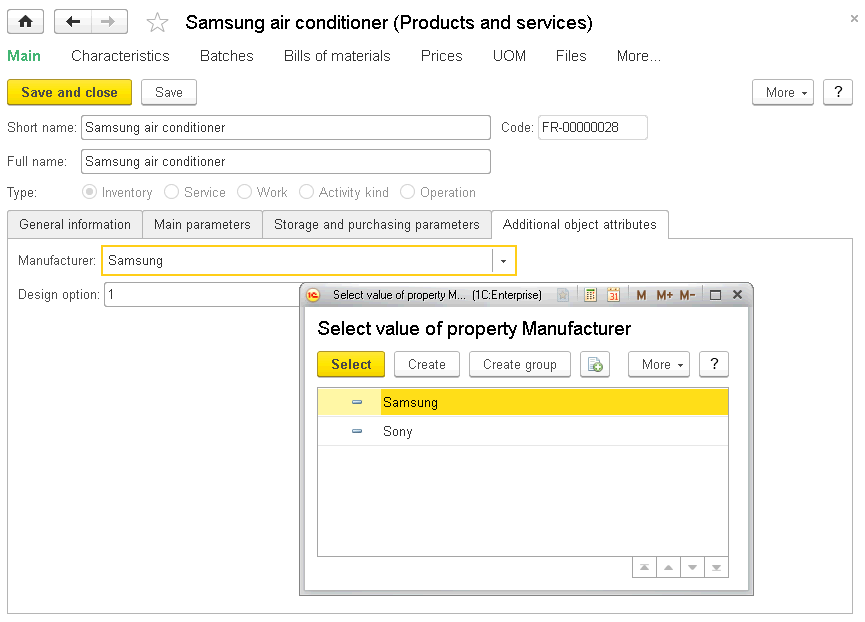 Samsung air conditioner (Products and services)
Main Characteristics Batches Bills of materials Prices UOM Files More...
Save and close Save More ?
Short name: Samsung air conditioner Code: FR-00000028
Full name: Samsung air conditioner
Type: Inventory Service Work Activity kind Operation
General information Main parameters Storage and purchasing parameters Additional object attributes
Manufacturer: Samsung
Design option: 1
1C Select value of property M... (1C:Enterprise) 31 M M+ M-
Select value of property Manufacturer
Select Create Create group More ?
Samsung
Sony